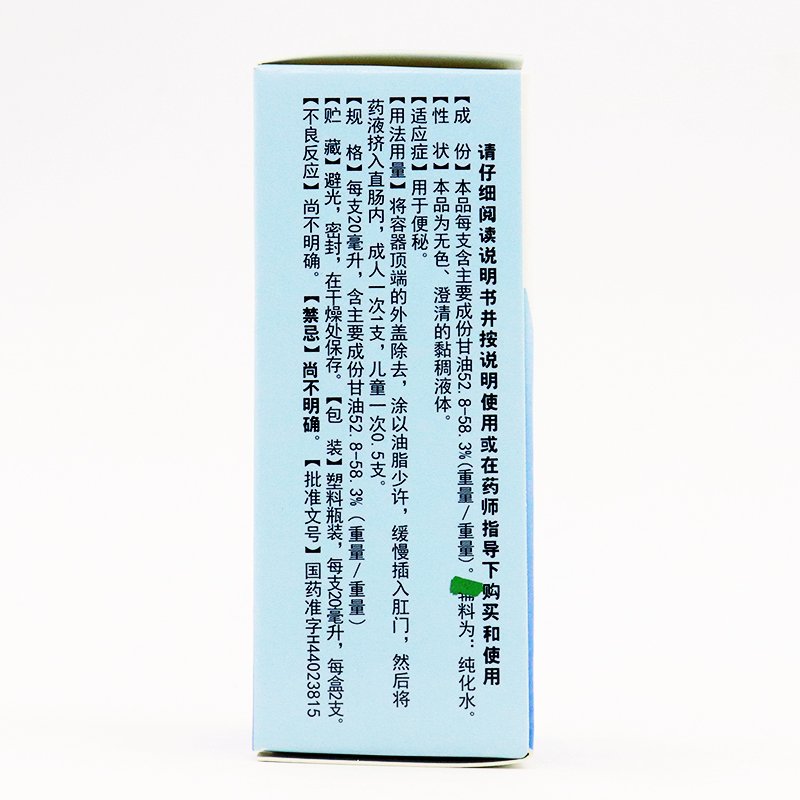 请仔细阅读说明书并按说明使用或在药师指导下购买和使用
【成 份】本品每支含主要成份甘油52.8-58.3%(重量/重量)。辅料为：纯化水。
【性 状】本品为无色、澄清的黏稠液体。
【适应症】用于便秘。
【用法用量】将容器顶端的外盖除去，涂以油脂少许，缓慢插入肛门，然后将
药液挤入直肠内，成人一次1支，儿童一次0.5支。
【规 格】每支20毫升，含主要成份甘油52.8-58.3%（重量/重量）
【贮 藏】避光，密封，在干燥处保存。【包 装】塑料瓶装，每支20毫升，每盒2支。
【不良反应】尚不明确。【禁忌】尚不明确。【批准文号】国药准字H44023815